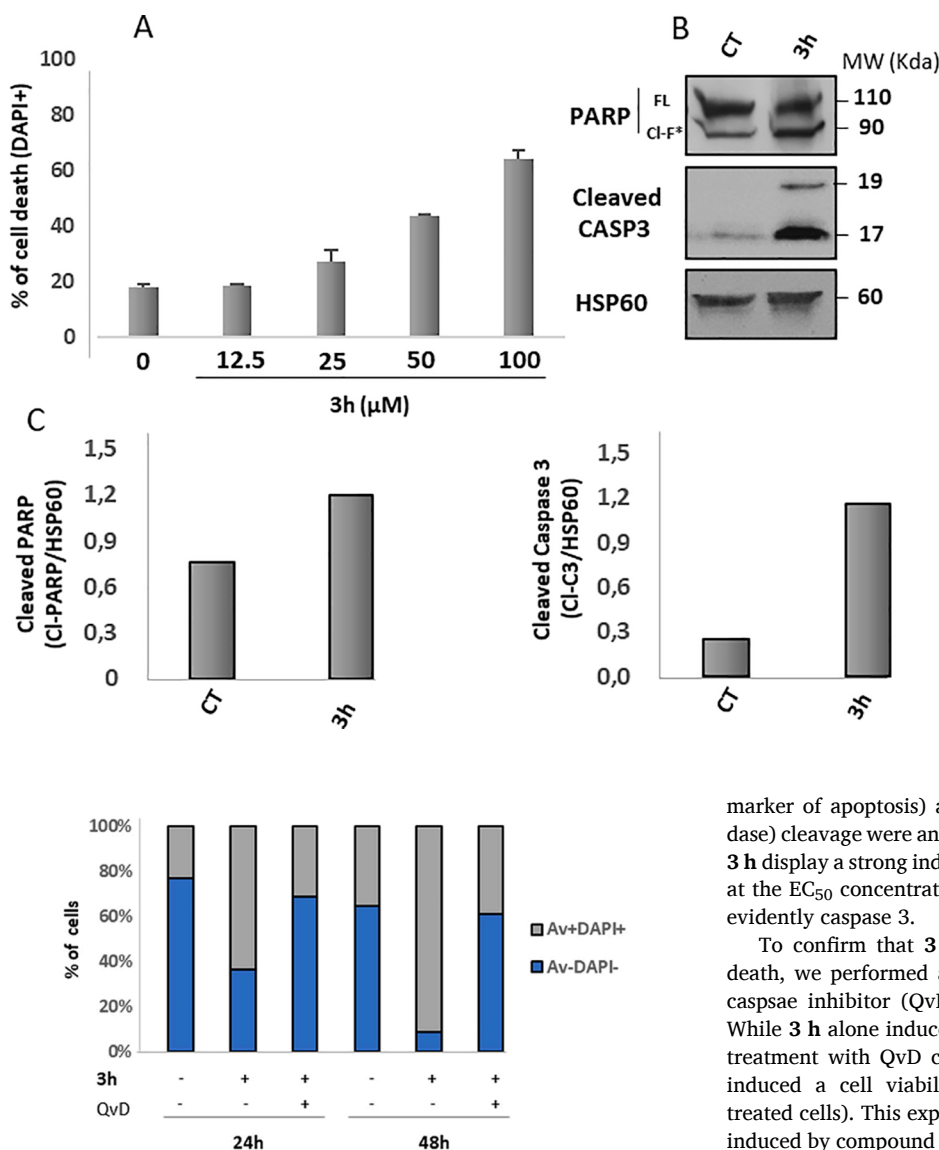 A
% of cell death (DAPI+)
100
80
60
40
20
0
0 12.5 25 50 100
3h (µM)
B
CT 3h
MW (Kda)
PARP
FL
Cl-F*
110
90
Cleaved
CASP3
19
17
HSP60
60
C
Cleaved PARP
(Cl-PARP/HSP60)
1,5
1,2
0,9
0,6
0,3
0
CT 3h
Cleaved Caspase 3
(Cl-C3/HSP60)
1,5
1,2
0,9
0,6
0,3
0,0
CT 3h
% of cells
100%
80%
60%
40%
20%
0%
Av+DAPI+
Av-DAPI-
3h - + + - + +
QvD - - + - - +
24h 48h
marker of apoptosis) a
dase) cleavage were an
3 h display a strong ind
at the EC50 concentrat
evidently caspase 3.
To confirm that 3
death, we performed a
caspsae inhibitor (QvI
While 3 h alone induce
treatment with QvD c
induced a cell viabil
treated cells). This exp
induced by compound